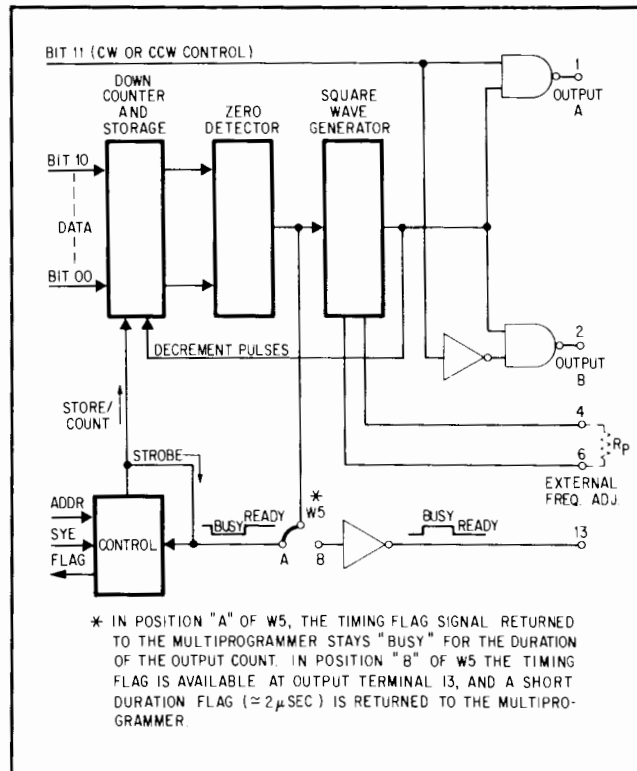 BIT 11 (CW OR CCW CONTROL)
1
OUTPUT
A
DOWN
COUNTER
AND
STORAGE
ZERO
DETECTOR
SQUARE
WAVE
GENERATOR
BIT 10
DATA
BIT 00
DECREMENT PULSES
2
OUTPUT
B
STORE/
COUNT
STROBE
4
RP
6
EXTERNAL
FREQ. ADJ.
ADDR
SYE
FLAG
CONTROL
BUSY READY
* W5
A
B
BUSY READY
13
* IN POSITION "A" OF W5, THE TIMING FLAG SIGNAL RETURNED
TO THE MULTIPROGRAMMER STAYS "BUSY" FOR THE DURATION
OF THE OUTPUT COUNT. IN POSITION "B" OF W5 THE TIMING
FLAG IS AVAILABLE AT OUTPUT TERMINAL 13, AND A SHORT
DURATION FLAG (≃2μSEC) IS RETURNED TO THE MULTIPRO-
GRAMMER.